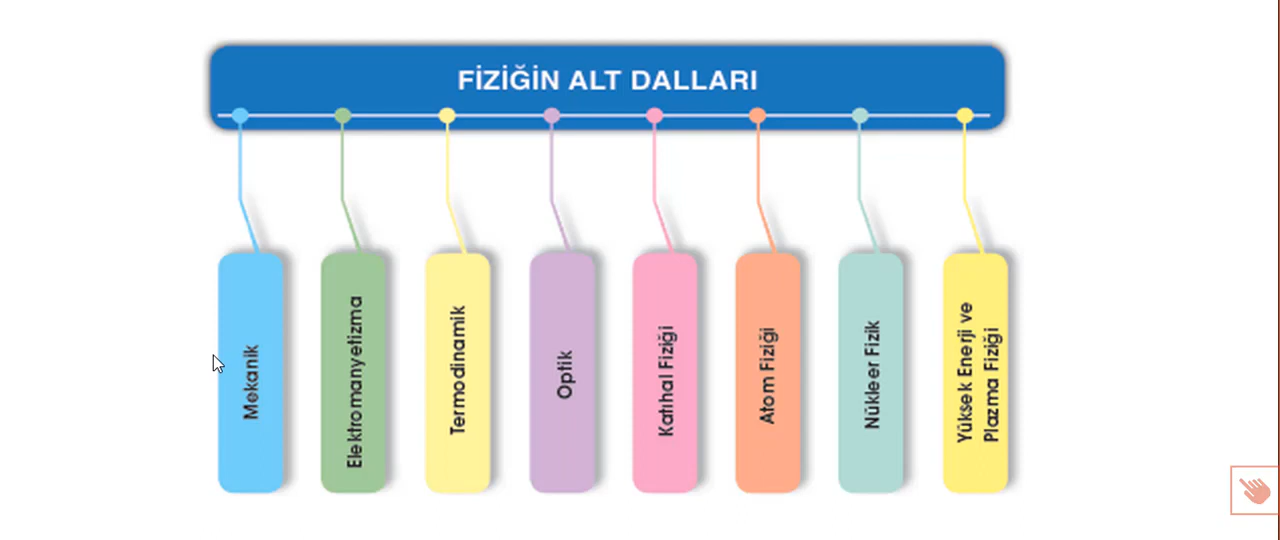 FİZİĞİN ALT DALLARI
Mekanik
Elektromanyetizma
Termodinamik
Optik
Katıhal Fiziği
Atom Fiziği
Nükleer Fizik
Yüksek Enerji ve
Plazma Fiziği